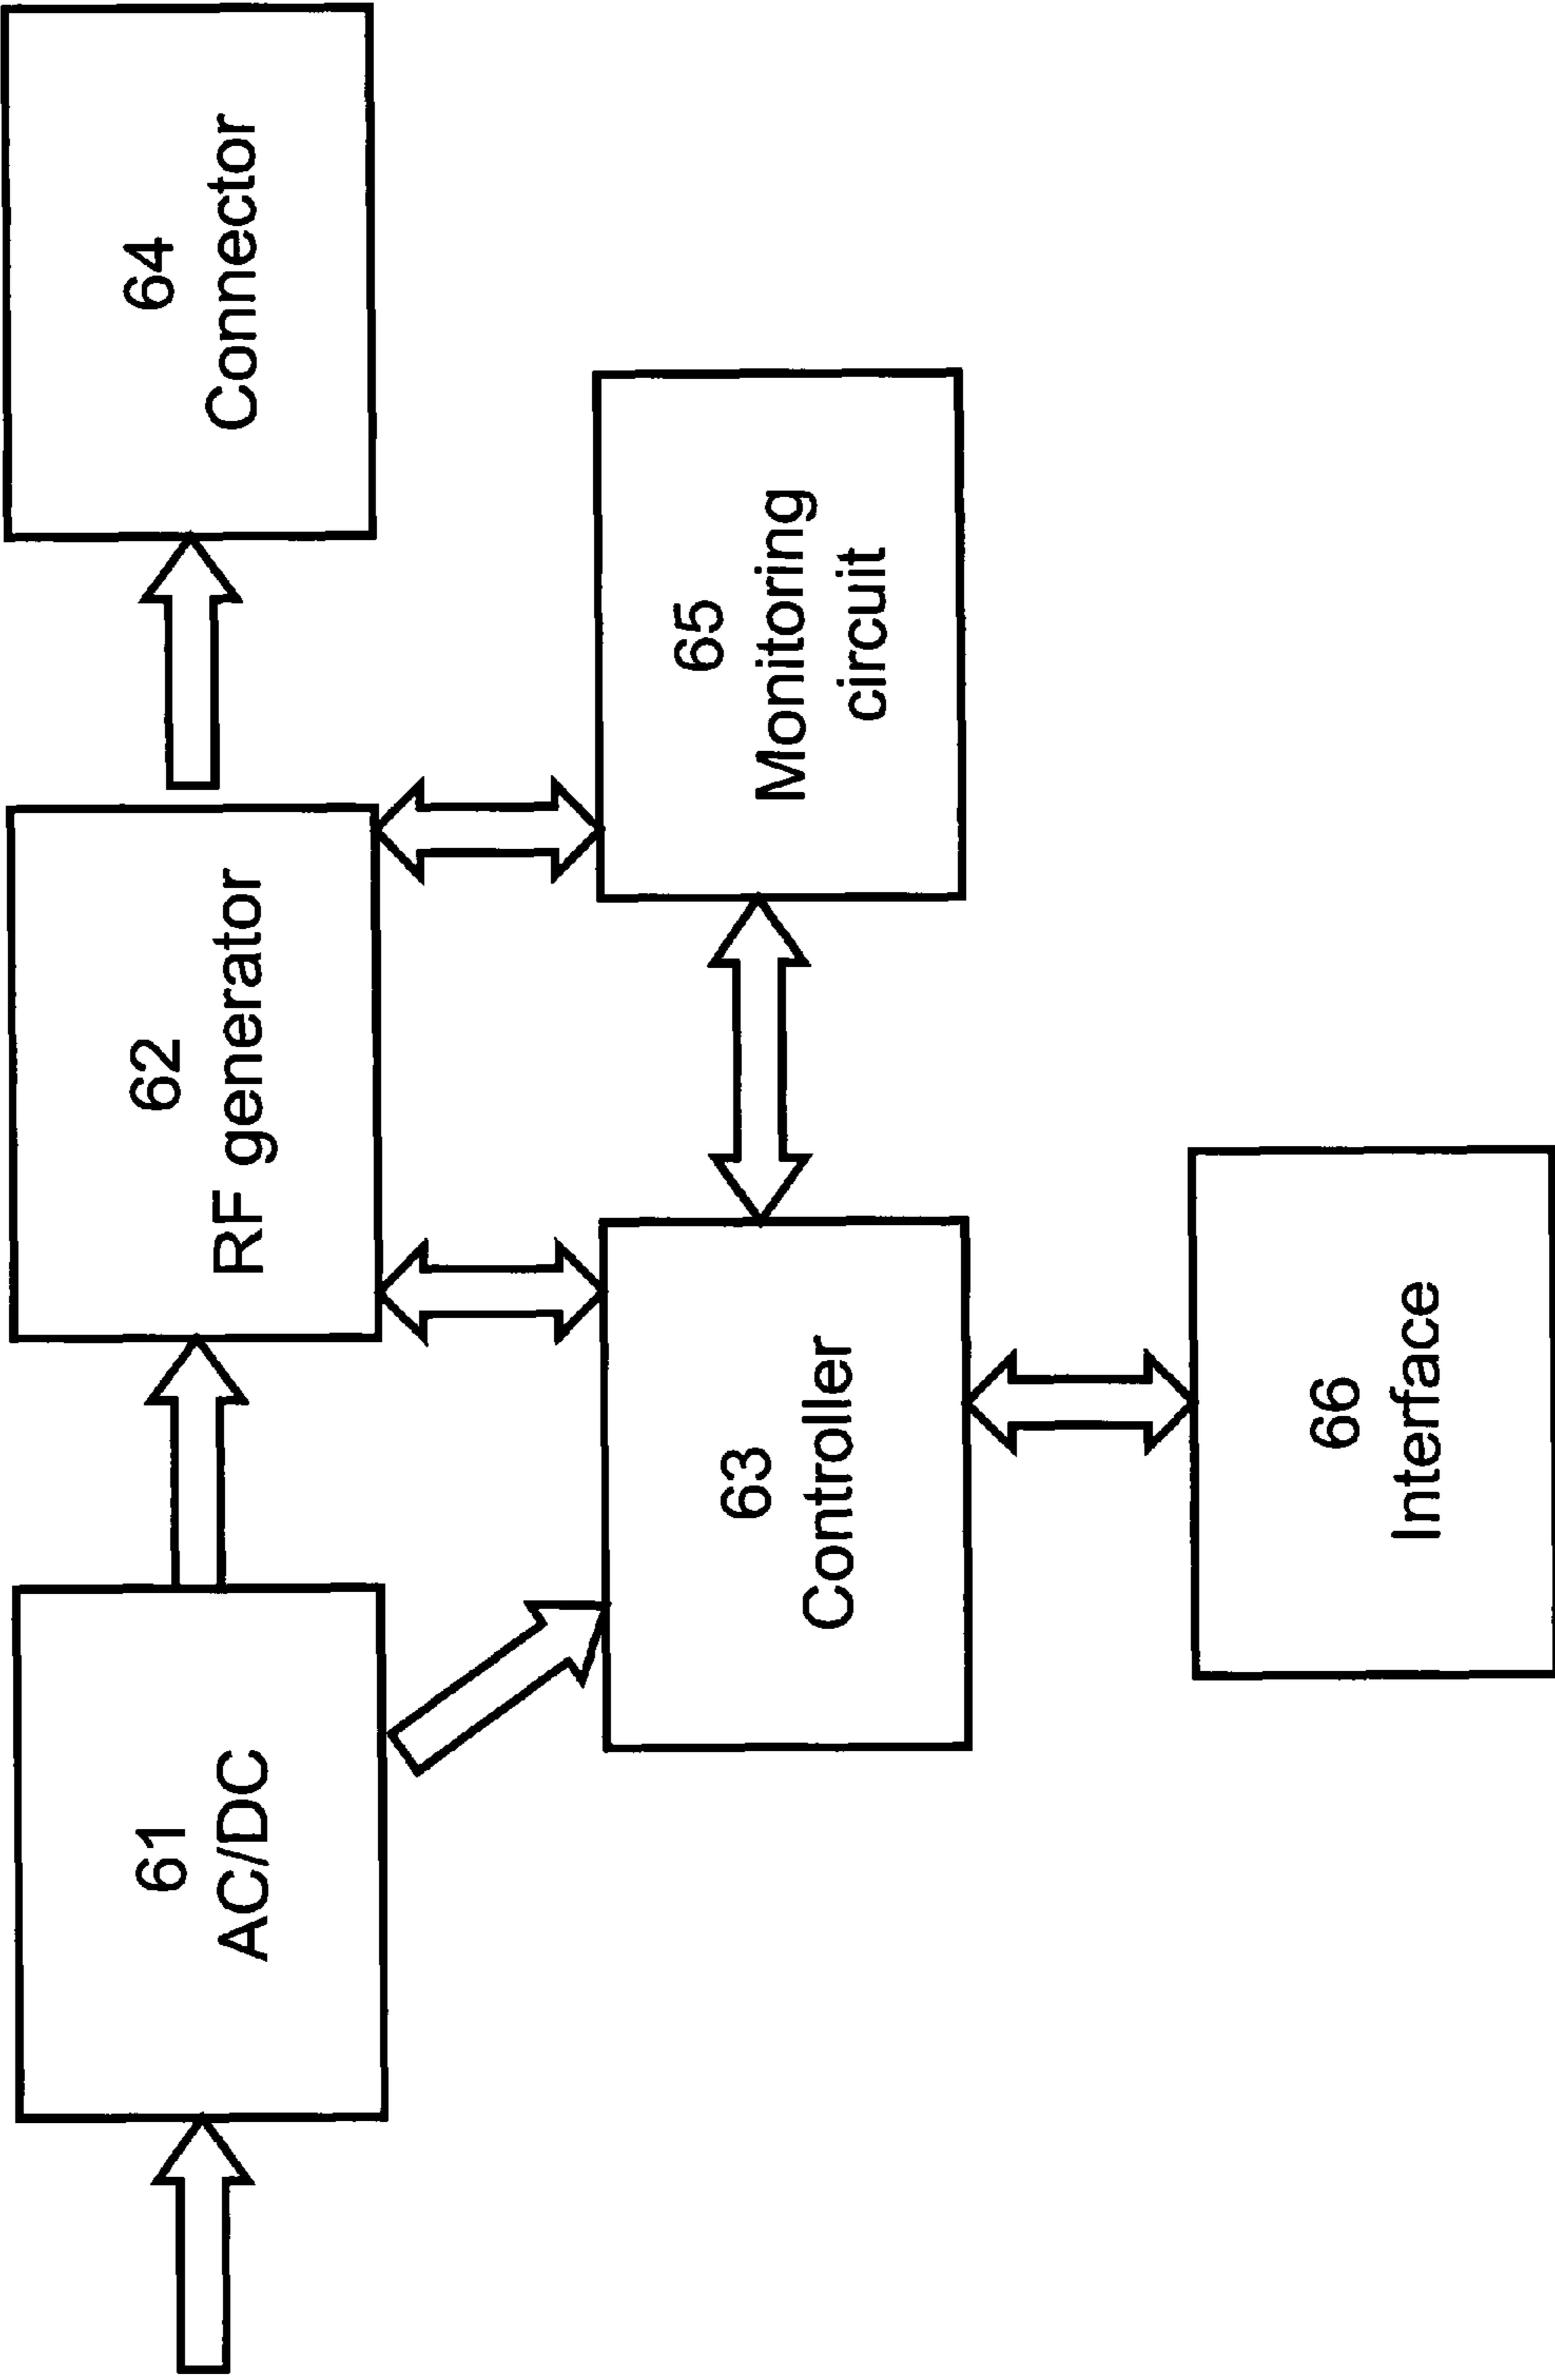 61
AC/DC
62
RF generator
64
Connector
63
Controller
65
Monitoring
circuit
66
Interface